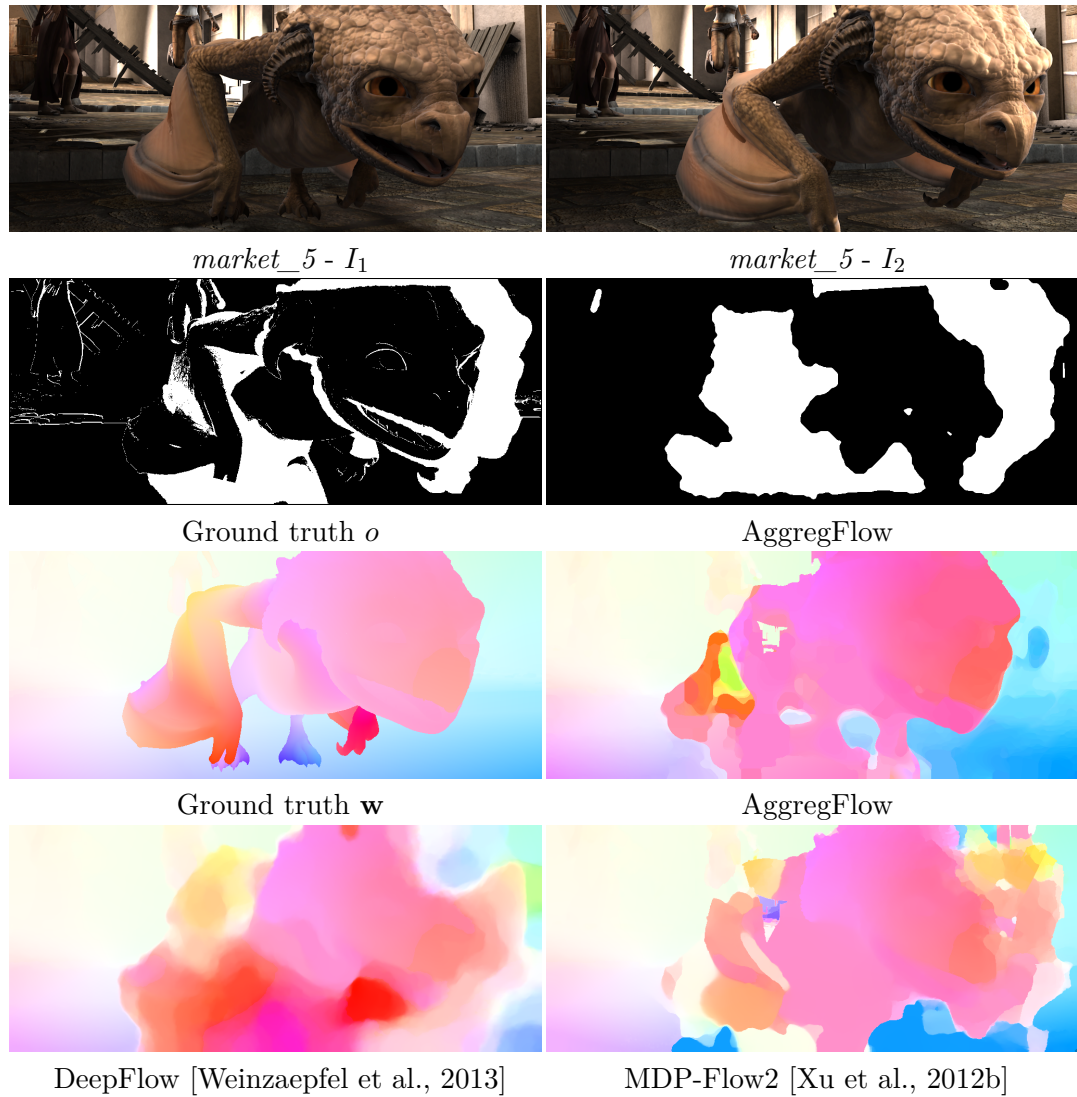 market_5 - I₁
market_5 - I₂
Ground truth o
AggregFlow
Ground truth w
AggregFlow
DeepFlow [Weinzaepfel et al., 2013]
MDP-Flow2 [Xu et al., 2012b]